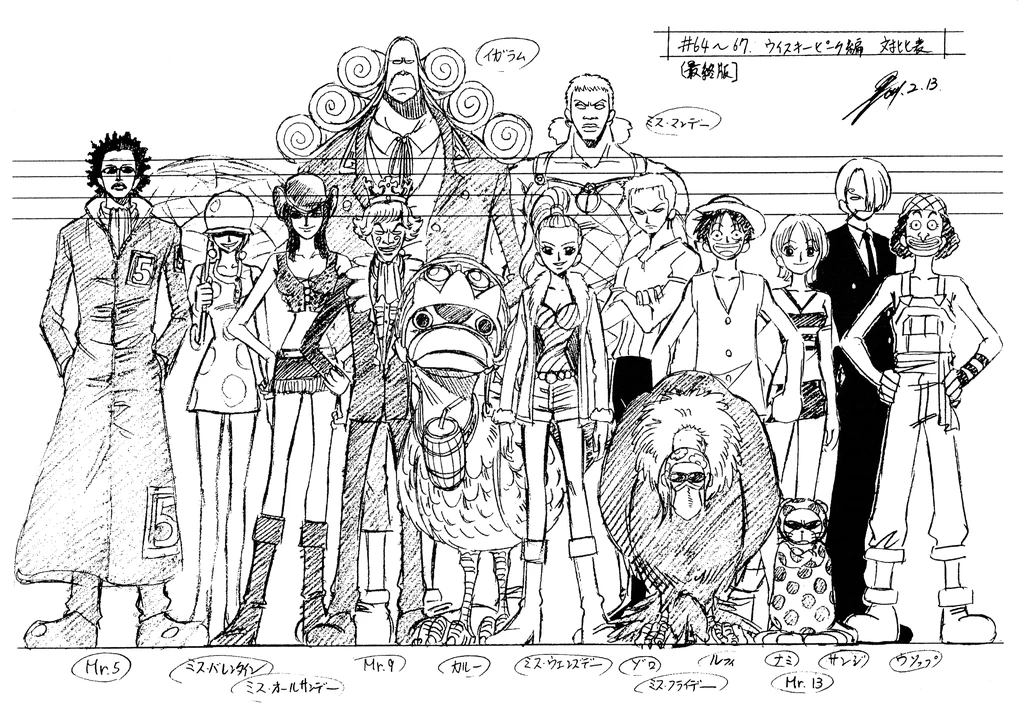 #64～67. ウイスキーピーク編 対比表
[最終版]
2.13.
イガラム
ミス・マンデー
5
5
Mr.5
ミス・バレンタイン
ミス・オールサンデー
Mr.9
カルー
ミス・ウェンズデー
ゾロ
ミス・フライデー
ルフィ
ナミ
Mr.13
サンジ
ウソップ